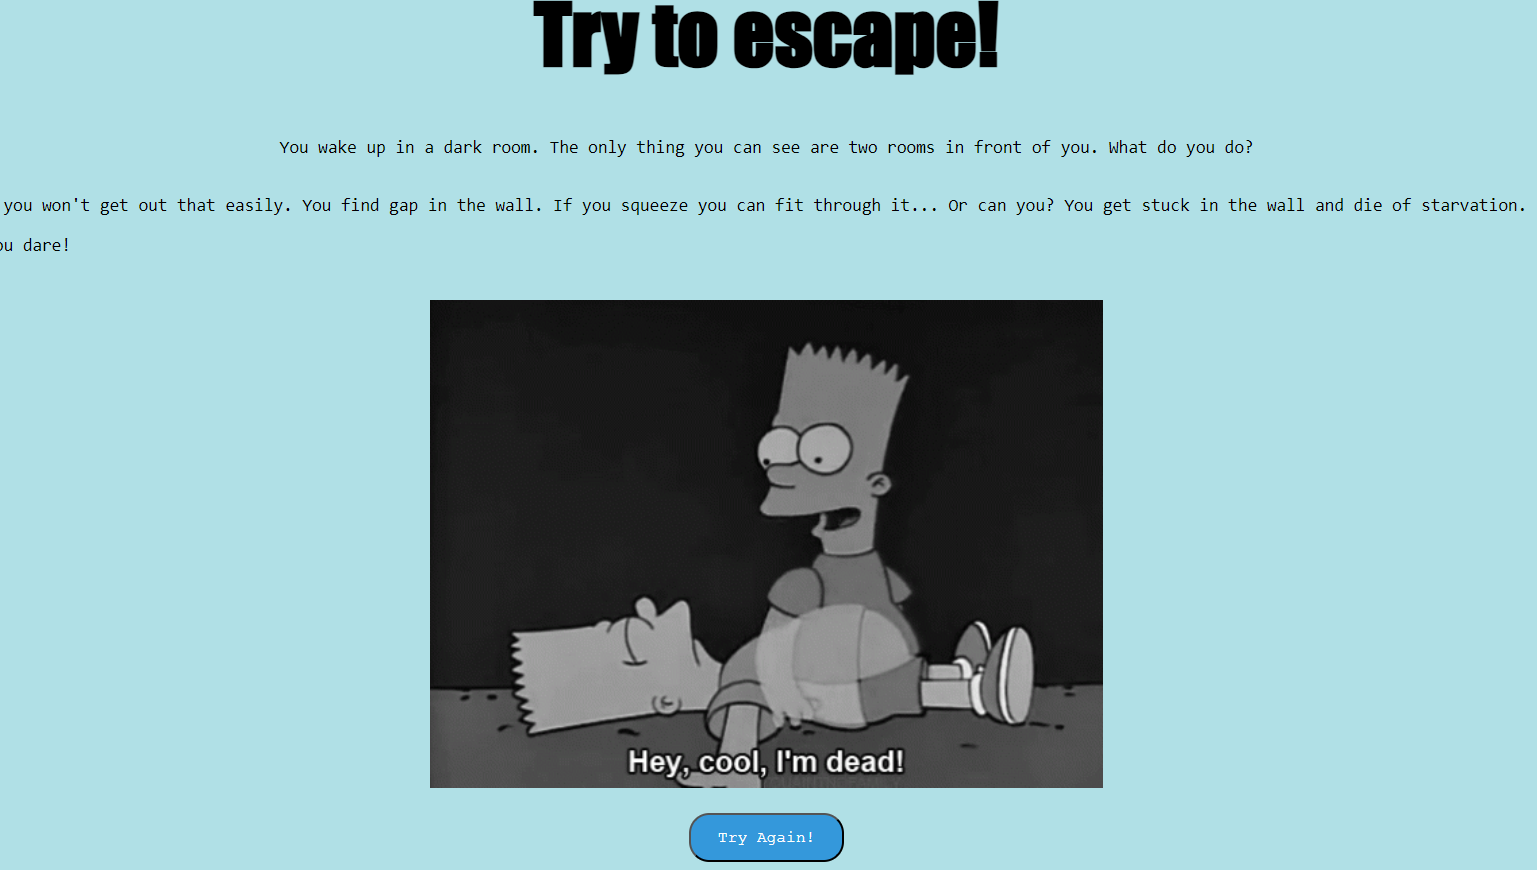 Try to escape!
You wake up in a dark room. The only thing you can see are two rooms in front of you. What do you do?
you won't get out that easily. You find gap in the wall. If you squeeze you can fit through it... Or can you? You get stuck in the wall and die of starvation.
dare!
Hey, cool, I'm dead!
Try Again!